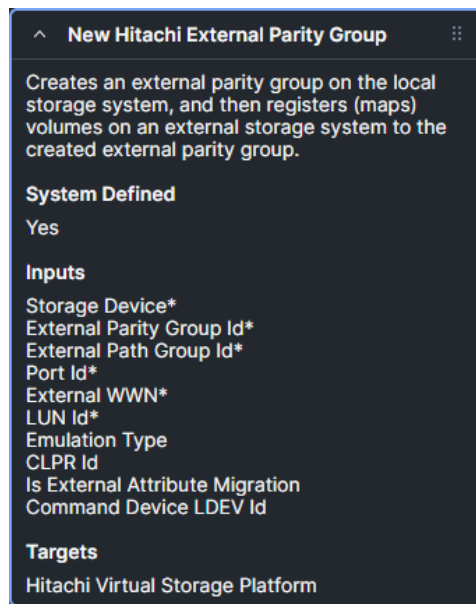 New Hitachi External Parity Group
Creates an external parity group on the local
storage system, and then registers (maps)
volumes on an external storage system to the
created external parity group.
System Defined
Yes
Inputs
Storage Device*
External Parity Group Id*
External Path Group Id*
Port Id*
External WWN*
LUN Id*
Emulation Type
CLPR Id
Is External Attribute Migration
Command Device LDEV Id
Targets
Hitachi Virtual Storage Platform